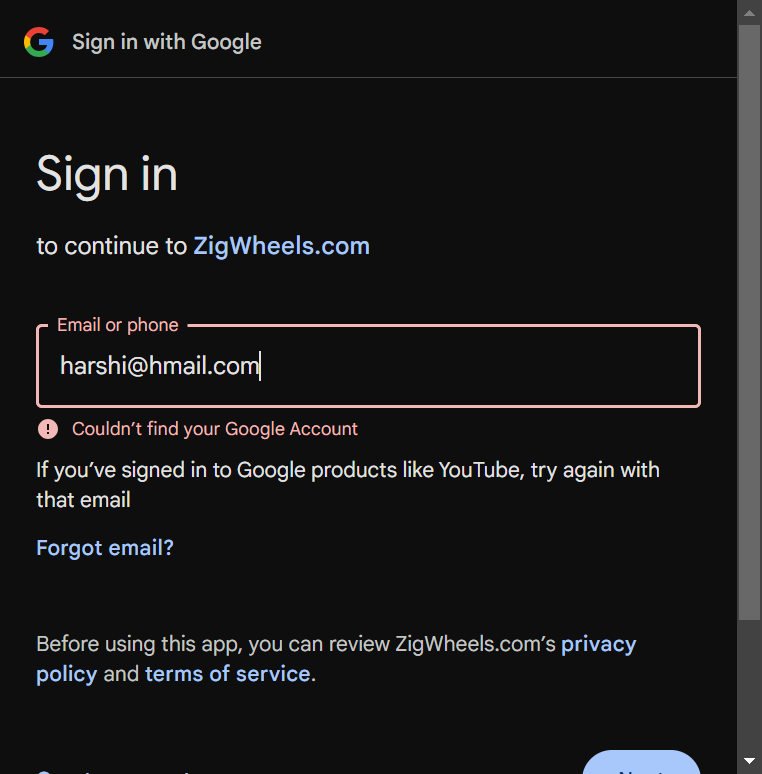 Sign in with Google
Sign in
to continue to ZigWheels.com
Email or phone
harshi@hmail.com
Couldn’t find your Google Account
If you’ve signed in to Google products like YouTube, try again with
that email
Forgot email?
Before using this app, you can review ZigWheels.com’s privacy
policy and terms of service.